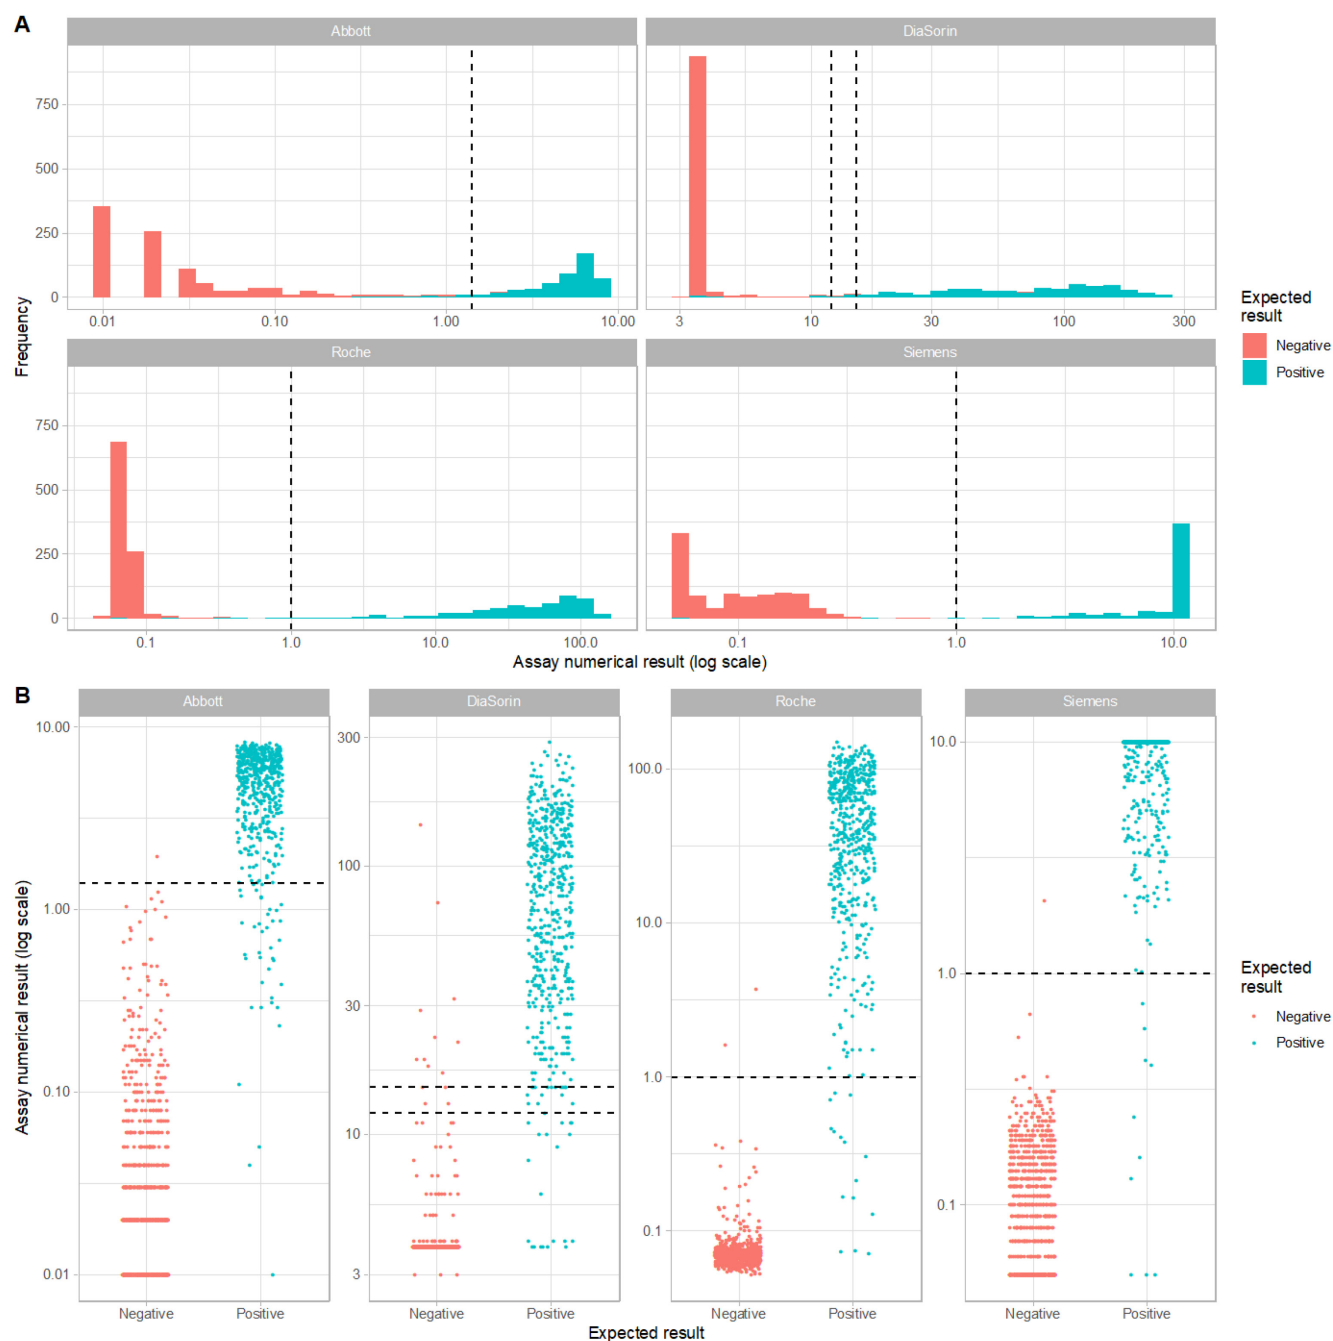 A
Abbott
DiaSorin
750
500
250
0
0.01
0.10
1.00
10.00
3
10
30
100
300
Frequency
Roche
Siemens
750
500
250
0
0.1
1.0
10.0
100.0
0.1
1.0
10.0
Assay numerical result (log scale)
Expected
result
Negative
Positive
B
Abbott
DiaSorin
Roche
Siemens
10.00
1.00
0.10
0.01
300
100
30
10
3
100.0
10.0
1.0
0.1
10.0
1.0
0.1
Assay numerical result (log scale)
Negative
Positive
Negative
Positive
Negative
Positive
Negative
Positive
Expected result
Expected
result
Negative
Positive